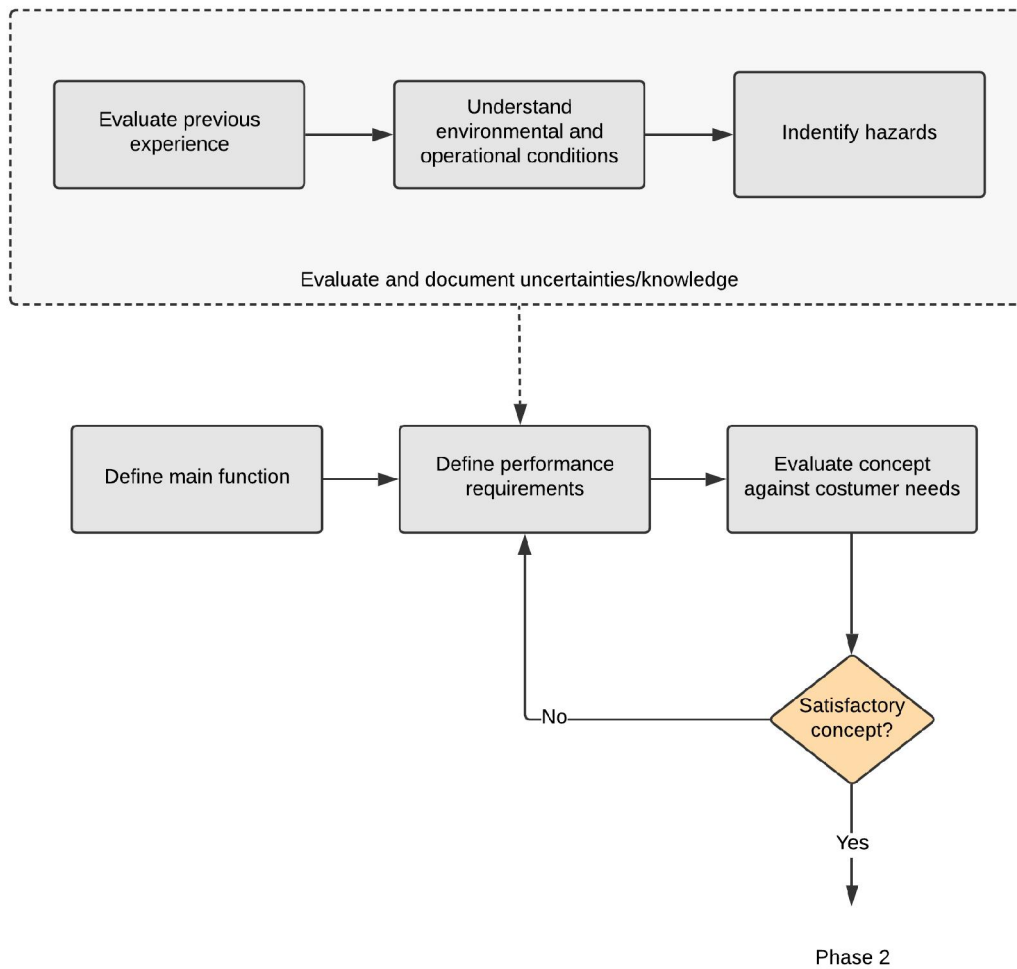 Evaluate previous
experience
Understand
environmental and
operational conditions
Indentify hazards
Evaluate and document uncertainties/knowledge
Define main function
Define performance
requirements
Evaluate concept
against costumer needs
Satisfactory
concept?
No
Yes
Phase 2